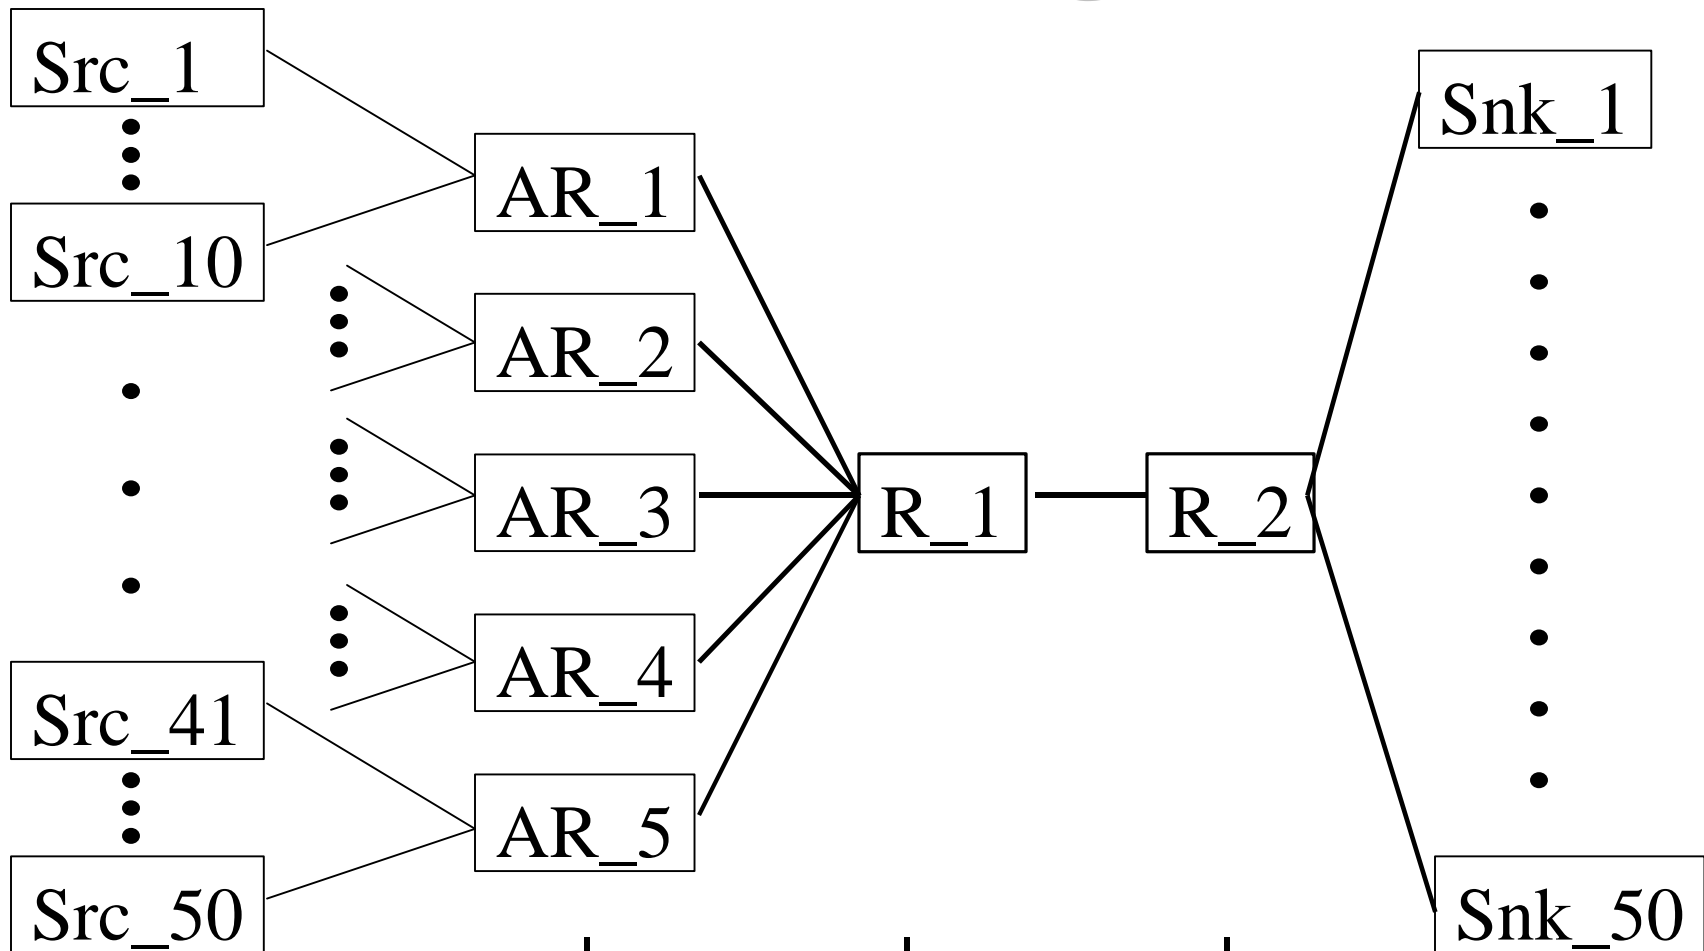 Src_1
Src_10
Src_41
Src_50
AR_1
AR_2
AR_3
AR_4
AR_5
R_1
R_2
Snk_1
Snk_50